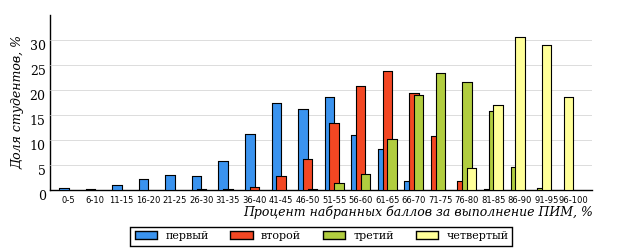 Доля студентов, %
30
25
20
15
10
5
0
0-5 6-10 11-15 16-20 21-25 26-30 31-35 36-40 41-45 46-50 51-55 56-60 61-65 66-70 71-75 76-80 81-85 86-90 91-95 96-100
Процент набранных баллов за выполнение ПИМ, %
первый второй третий четвертый